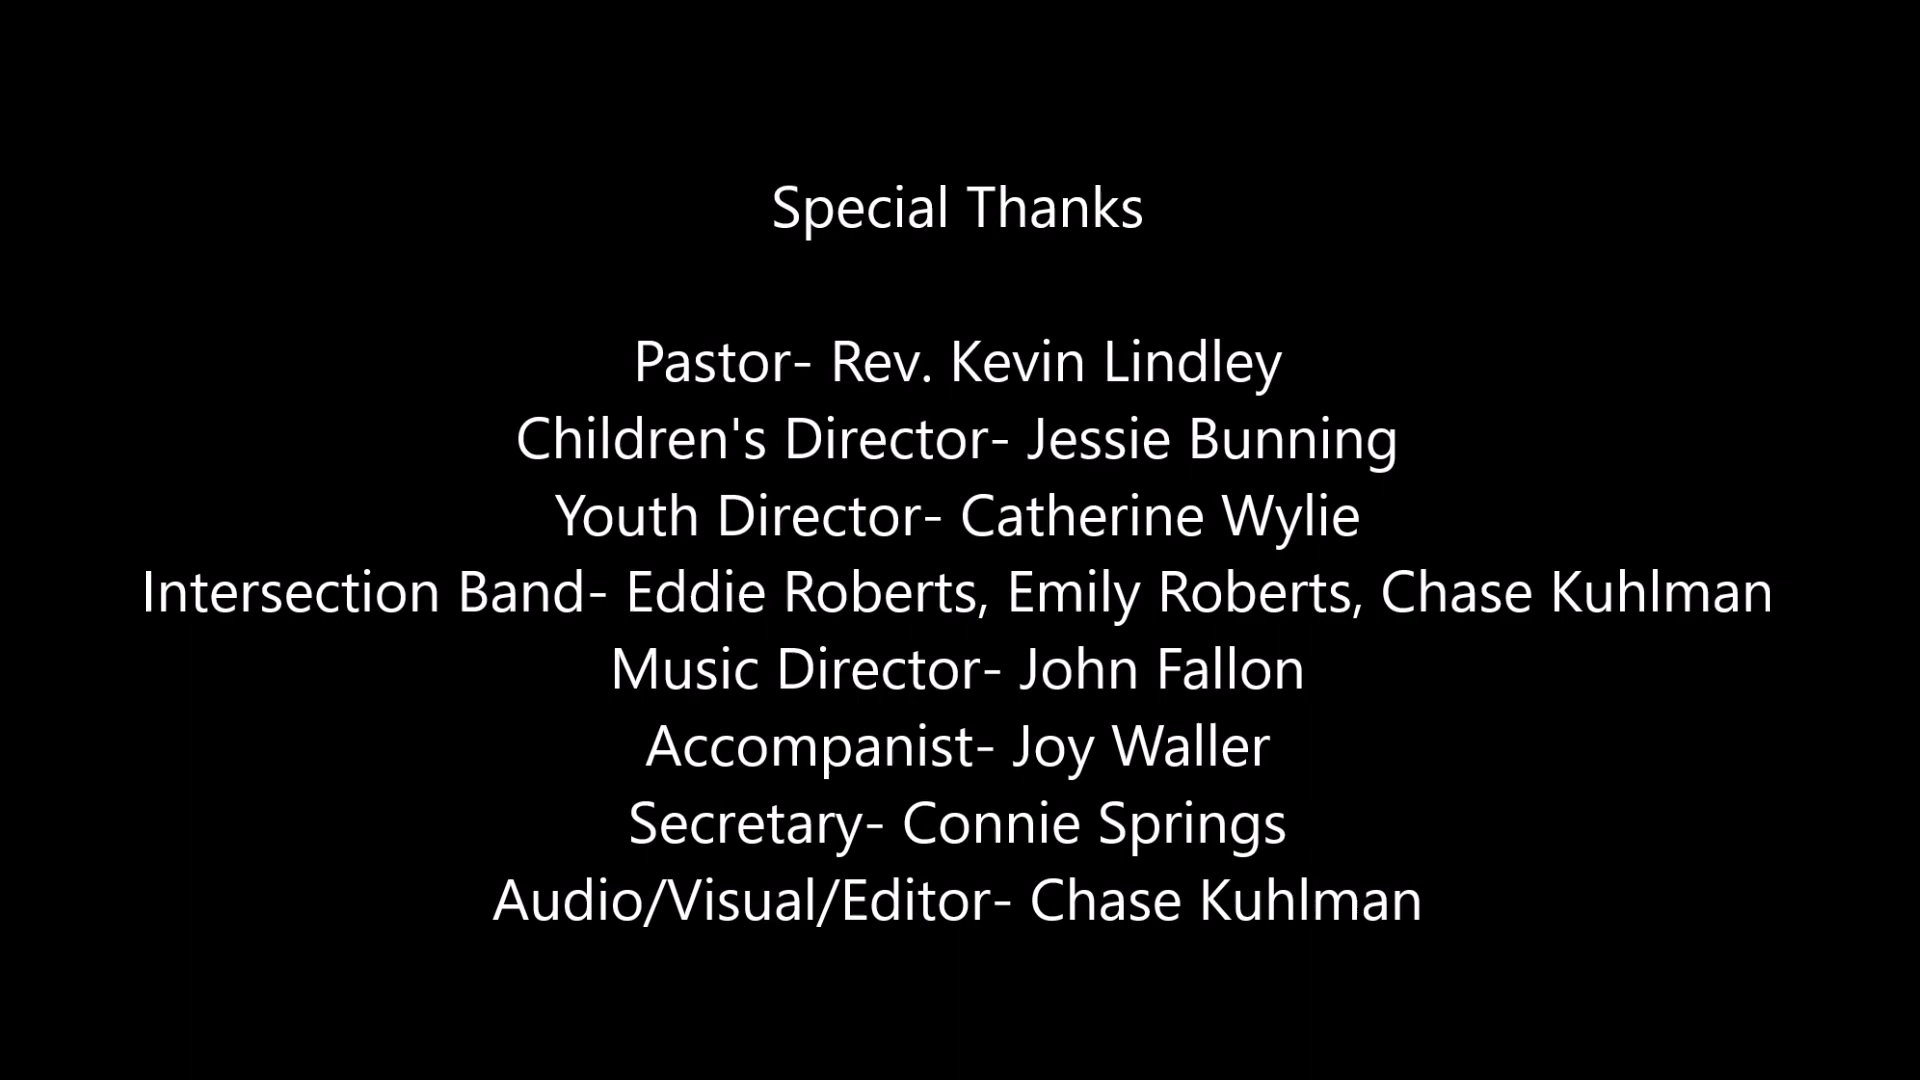 Special Thanks
Pastor- Rev. Kevin Lindley
Children's Director- Jessie Bunning
Youth Director- Catherine Wylie
Intersection Band- Eddie Roberts, Emily Roberts, Chase Kuhlman
Music Director- John Fallon
Accompanist- Joy Waller
Secretary- Connie Springs
Audio/Visual/Editor- Chase Kuhlman